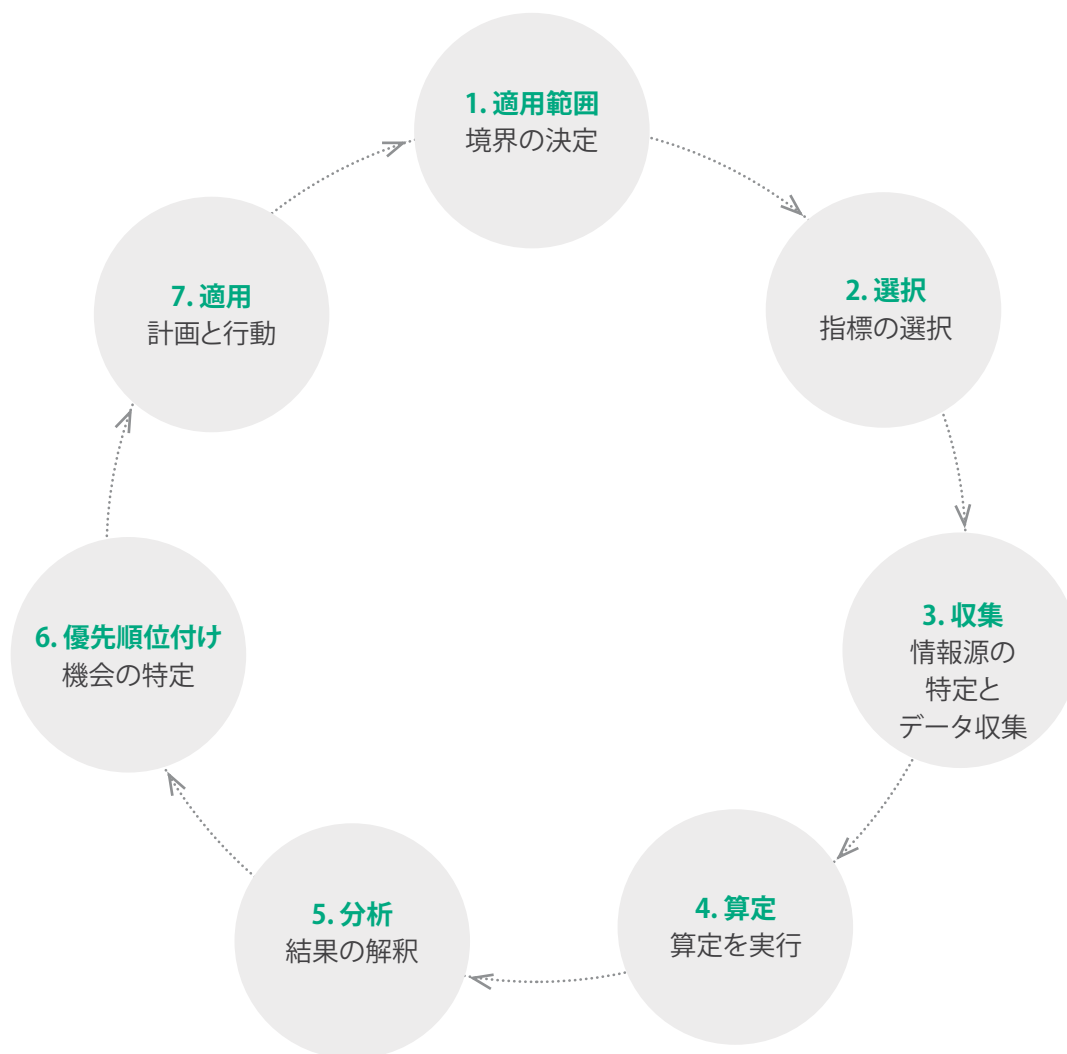 1. 適用範囲
境界の決定
2. 選択
指標の選択
3. 収集
情報源の
特定と
データ収集
4. 算定
算定を実行
5. 分析
結果の解釈
6. 優先順位付け
機会の特定
7. 適用
計画と行動